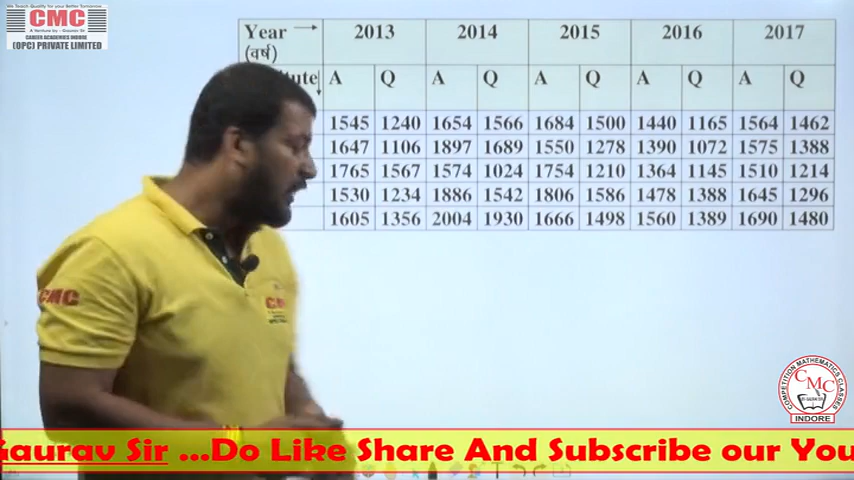 We Teach Quality for your Better Tomorrow.
CMC
A Venture by - Gaurav Sir
CAREER ACADEMIES INDORE
(OPC) PRIVATE LIMITED
Year → 2013 2014 2015 2016 2017
(वर्ष)
tute↓ A Q A Q A Q A Q A Q
1545 1240 1654 1566 1684 1500 1440 1165 1564 1462
1647 1106 1897 1689 1550 1278 1390 1072 1575 1388
1765 1567 1574 1024 1754 1210 1364 1145 1510 1214
1530 1234 1886 1542 1806 1586 1478 1388 1645 1296
1605 1356 2004 1930 1666 1498 1560 1389 1690 1480
CMC
CMC
COMPETITION MATHEMATICS CLASSES
CMC
INDORE
Gaurav Sir ...Do Like Share And Subscribe our You